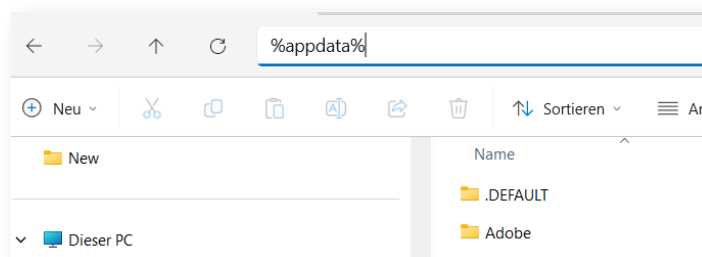 %appdata%
Neu
Sortieren
New
Name
.DEFAULT
Dieser PC
Adobe